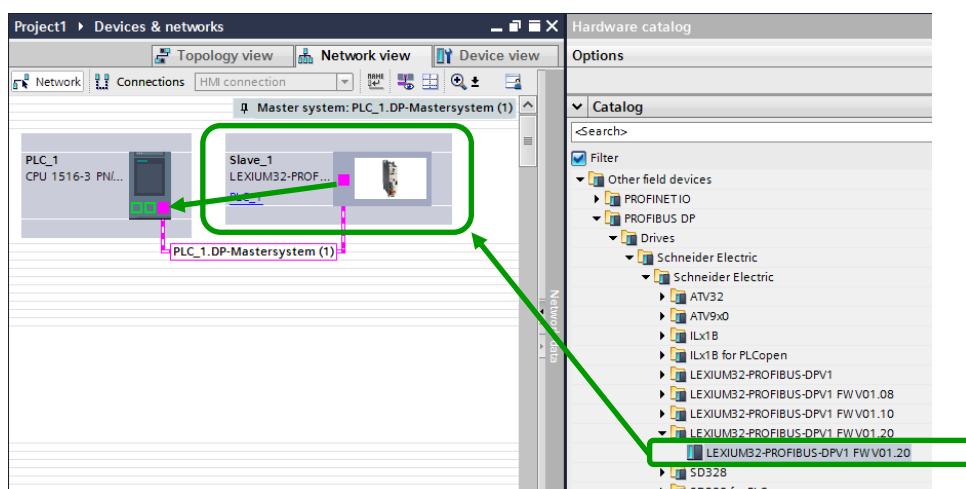 Project1 ▸ Devices & networks
Topology view
Network view
Device view
Network
Connections
HMI connection
Master system: PLC_1.DP-Mastersystem (1)
PLC_1
CPU 1516-3 PN/...
Slave_1
LEXIUM32-PROF...
PLC_1
PLC_1.DP-Mastersystem (1)
Network data
Hardware catalog
Options
Catalog
<Search>
Filter
Other field devices
PROFINET IO
PROFIBUS DP
Drives
Schneider Electric
Schneider Electric
ATV32
ATV9x0
ILx1B
ILx1B for PLCopen
LEXIUM32-PROFIBUS-DPV1
LEXIUM32-PROFIBUS-DPV1 FW V01.08
LEXIUM32-PROFIBUS-DPV1 FW V01.10
LEXIUM32-PROFIBUS-DPV1 FW V01.20
LEXIUM32-PROFIBUS-DPV1 FW V01.20
SD328